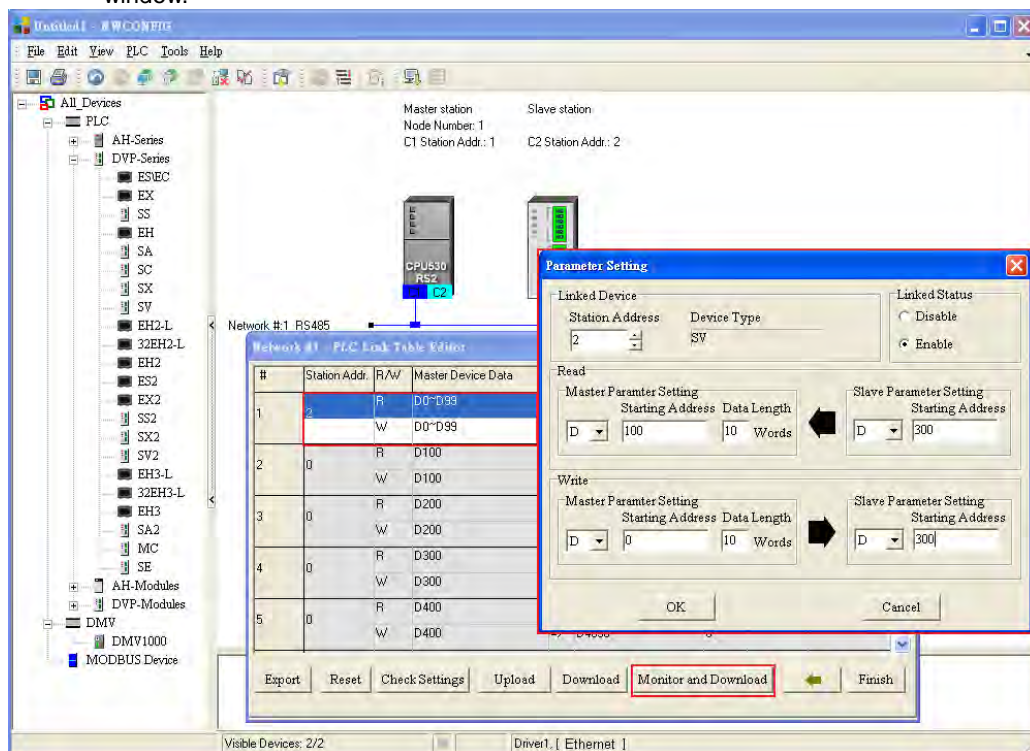 window.
Untitled1 - NWCONFIG
File Edit View PLC Tools Help
All_Devices
PLC
AH-Series
DVP-Series
ES\EC
EX
SS
EH
SA
SC
SX
SV
EH2-L
32EH2-L
EH2
ES2
EX2
SS2
SX2
SV2
EH3-L
32EH3-L
EH3
SA2
MC
SE
AH-Modules
DVP-Modules
DMV
DMV1000
MODBUS Device
Master station Slave station
Node Number: 1
C1 Station Addr.: 1 C2 Station Addr.: 2
CPU530
RS2
C2
Network #:1 RS485
Network #1 - PLC Link Table Editor
# Station Addr. R/W Master Device Data
1 2 R D0~D99
W D0~D99
2 0 R D100
W D100
3 0 R D200
W D200
4 0 R D300
W D300
5 0 R D400
W D400
Export Reset Check Settings Upload Download Monitor and Download Finish
Parameter Setting
Linked Device Linked Status
Station Address Device Type Disable
2 SV Enable
Read
Master Paramter Setting Slave Parameter Setting
Starting Address Data Length Starting Address
D 100 10 Words D 300
Write
Master Paramter Setting Slave Parameter Setting
Starting Address Data Length Starting Address
D 0 10 Words D 300
OK Cancel
Visible Devices: 2/2 Driver1, [ Ethernet ]